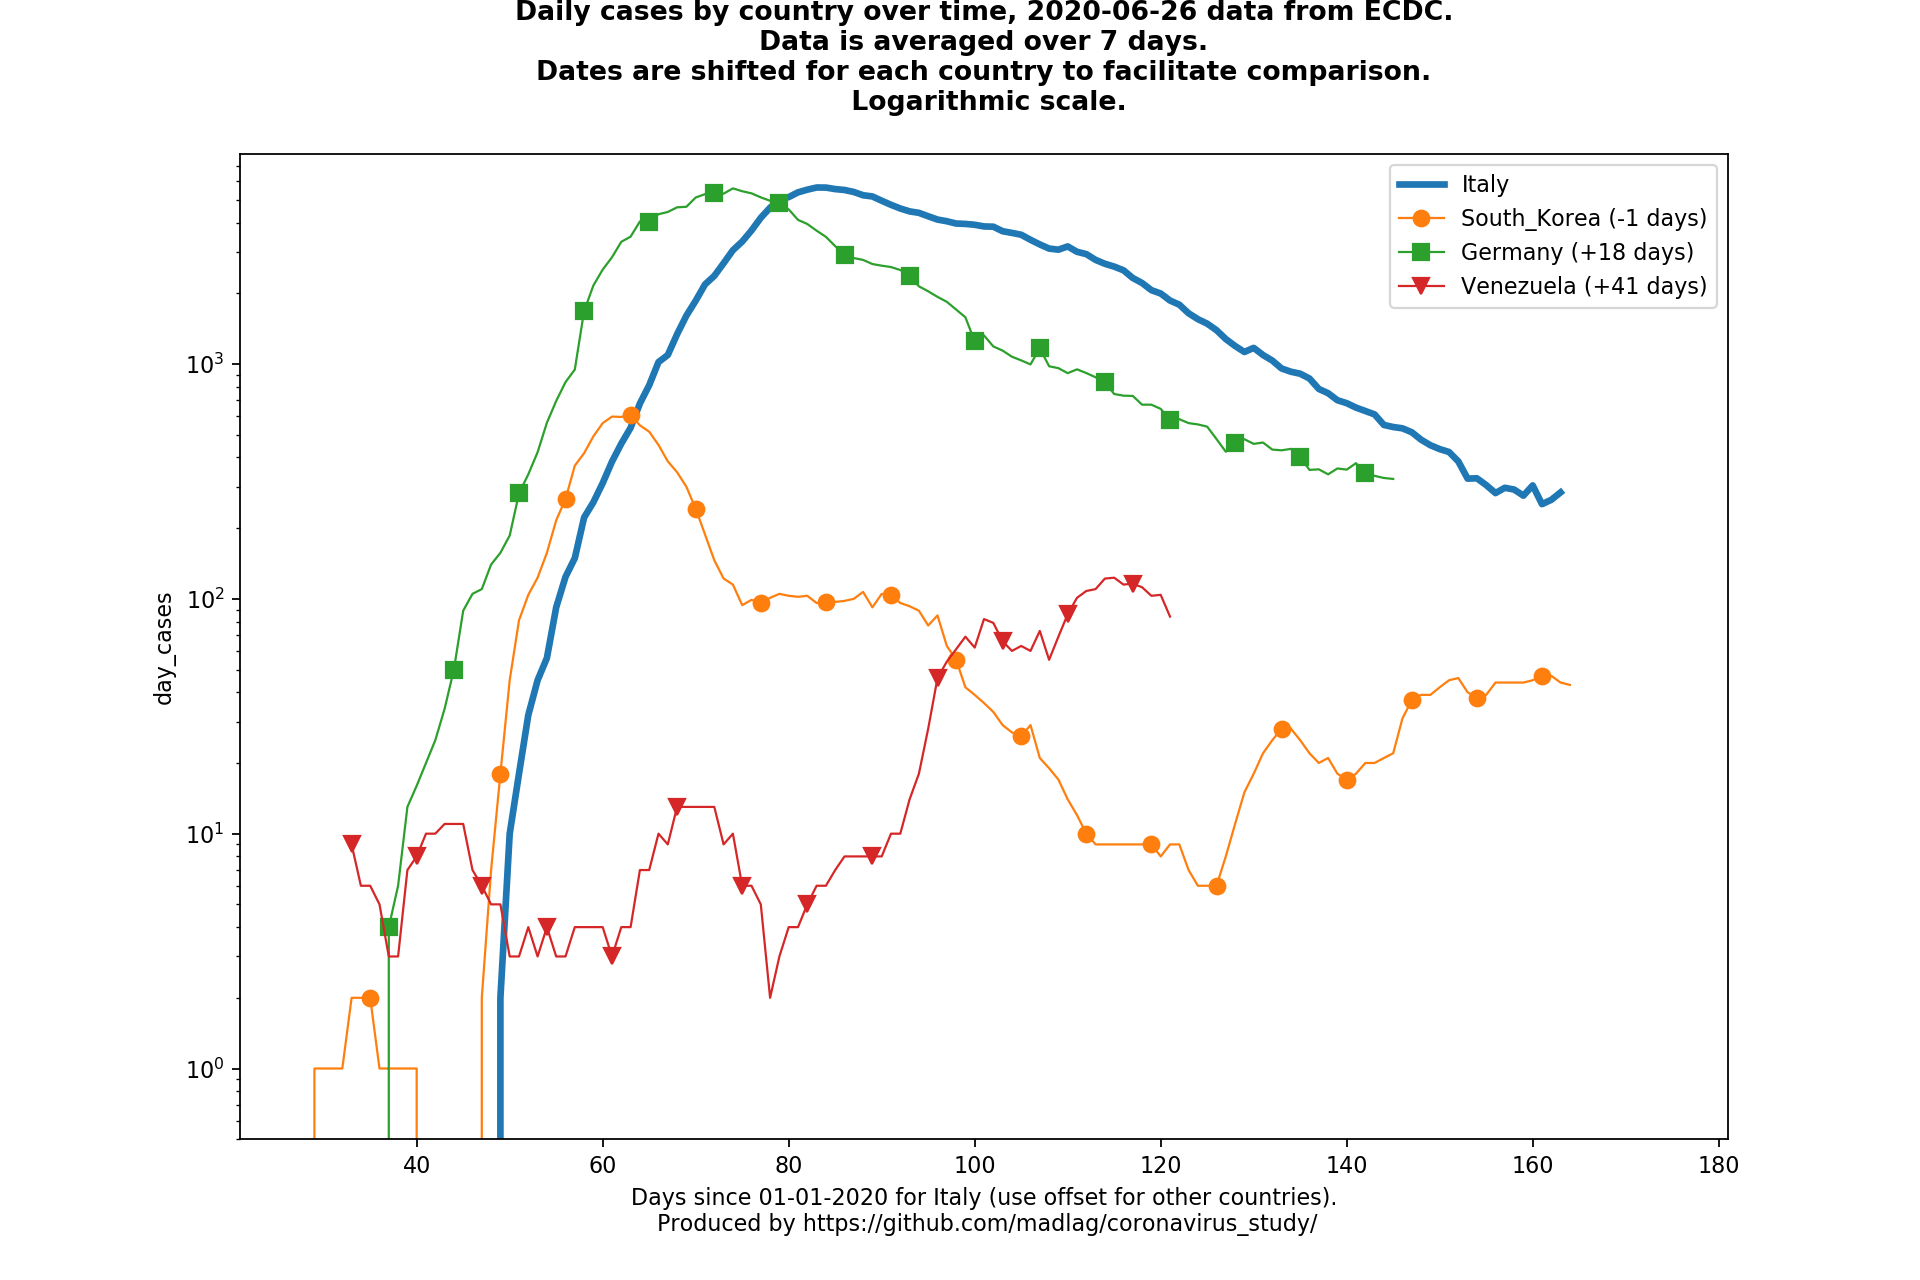 Daily cases by country over time, 2020-06-26 data from ECDC.
Data is averaged over 7 days.
Dates are shifted for each country to facilitate comparison.
Logarithmic scale.
Italy
South_Korea (-1 days)
Germany (+18 days)
Venezuela (+41 days)
day_cases
10³
10²
10¹
10⁰
40 60 80 100 120 140 160 180
Days since 01-01-2020 for Italy (use offset for other countries).
Produced by https://github.com/madlag/coronavirus_study/